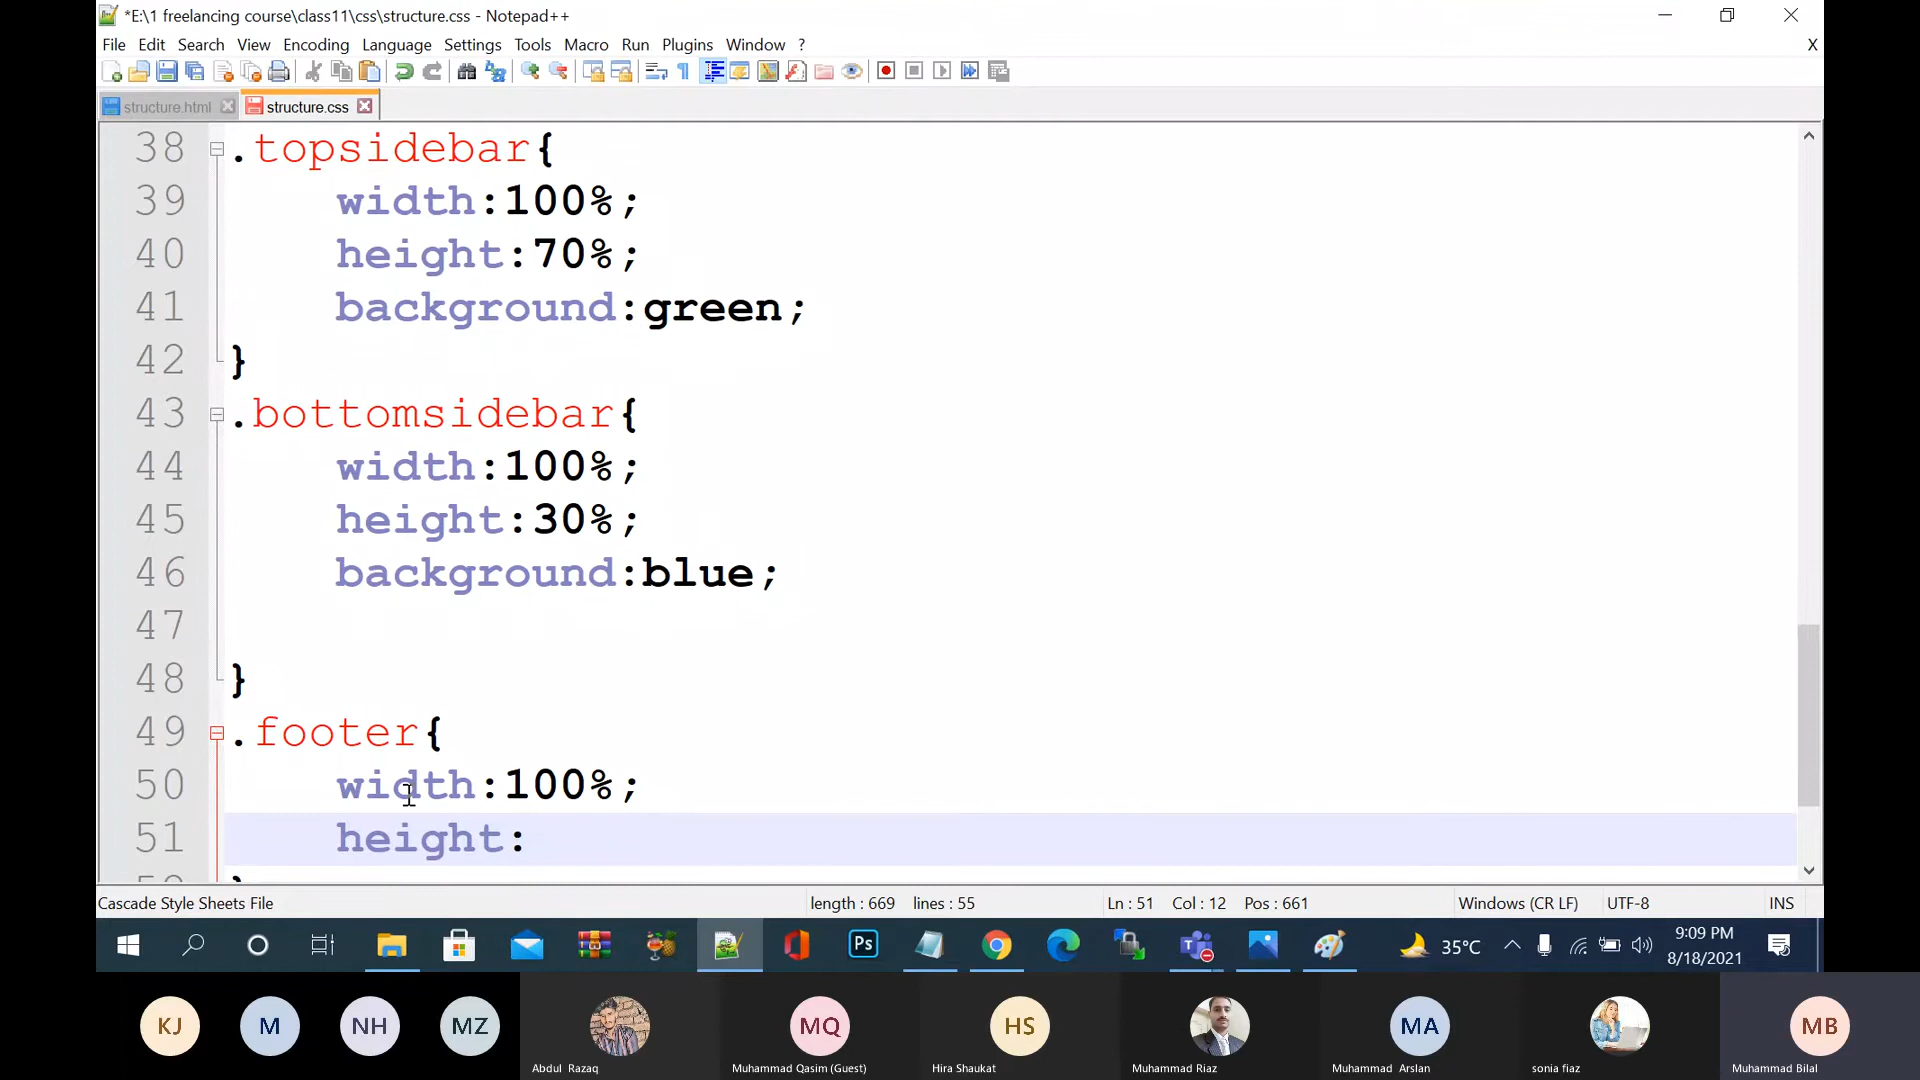 *E:\1 freelancing course\class11\css\structure.css - Notepad++
File Edit Search View Encoding Language Settings Tools Macro Run Plugins Window ? X
structure.html structure.css
38 .topsidebar{
39 width:100%;
40 height:70%;
41 background:green;
42 }
43 .bottomsidebar{
44 width:100%;
45 height:30%;
46 background:blue;
47
48 }
49 .footer{
50 width:100%;
51 height:
Cascade Style Sheets File length : 669 lines : 55 Ln : 51 Col : 12 Pos : 661 Windows (CR LF) UTF-8 INS
Ps 35°C 9:09 PM
8/18/2021
KJ M NH MZ MQ HS MA MB
Abdul Razaq Muhammad Qasim (Guest) Hira Shaukat Muhammad Riaz Muhammad Arslan sonia fiaz Muhammad Bilal